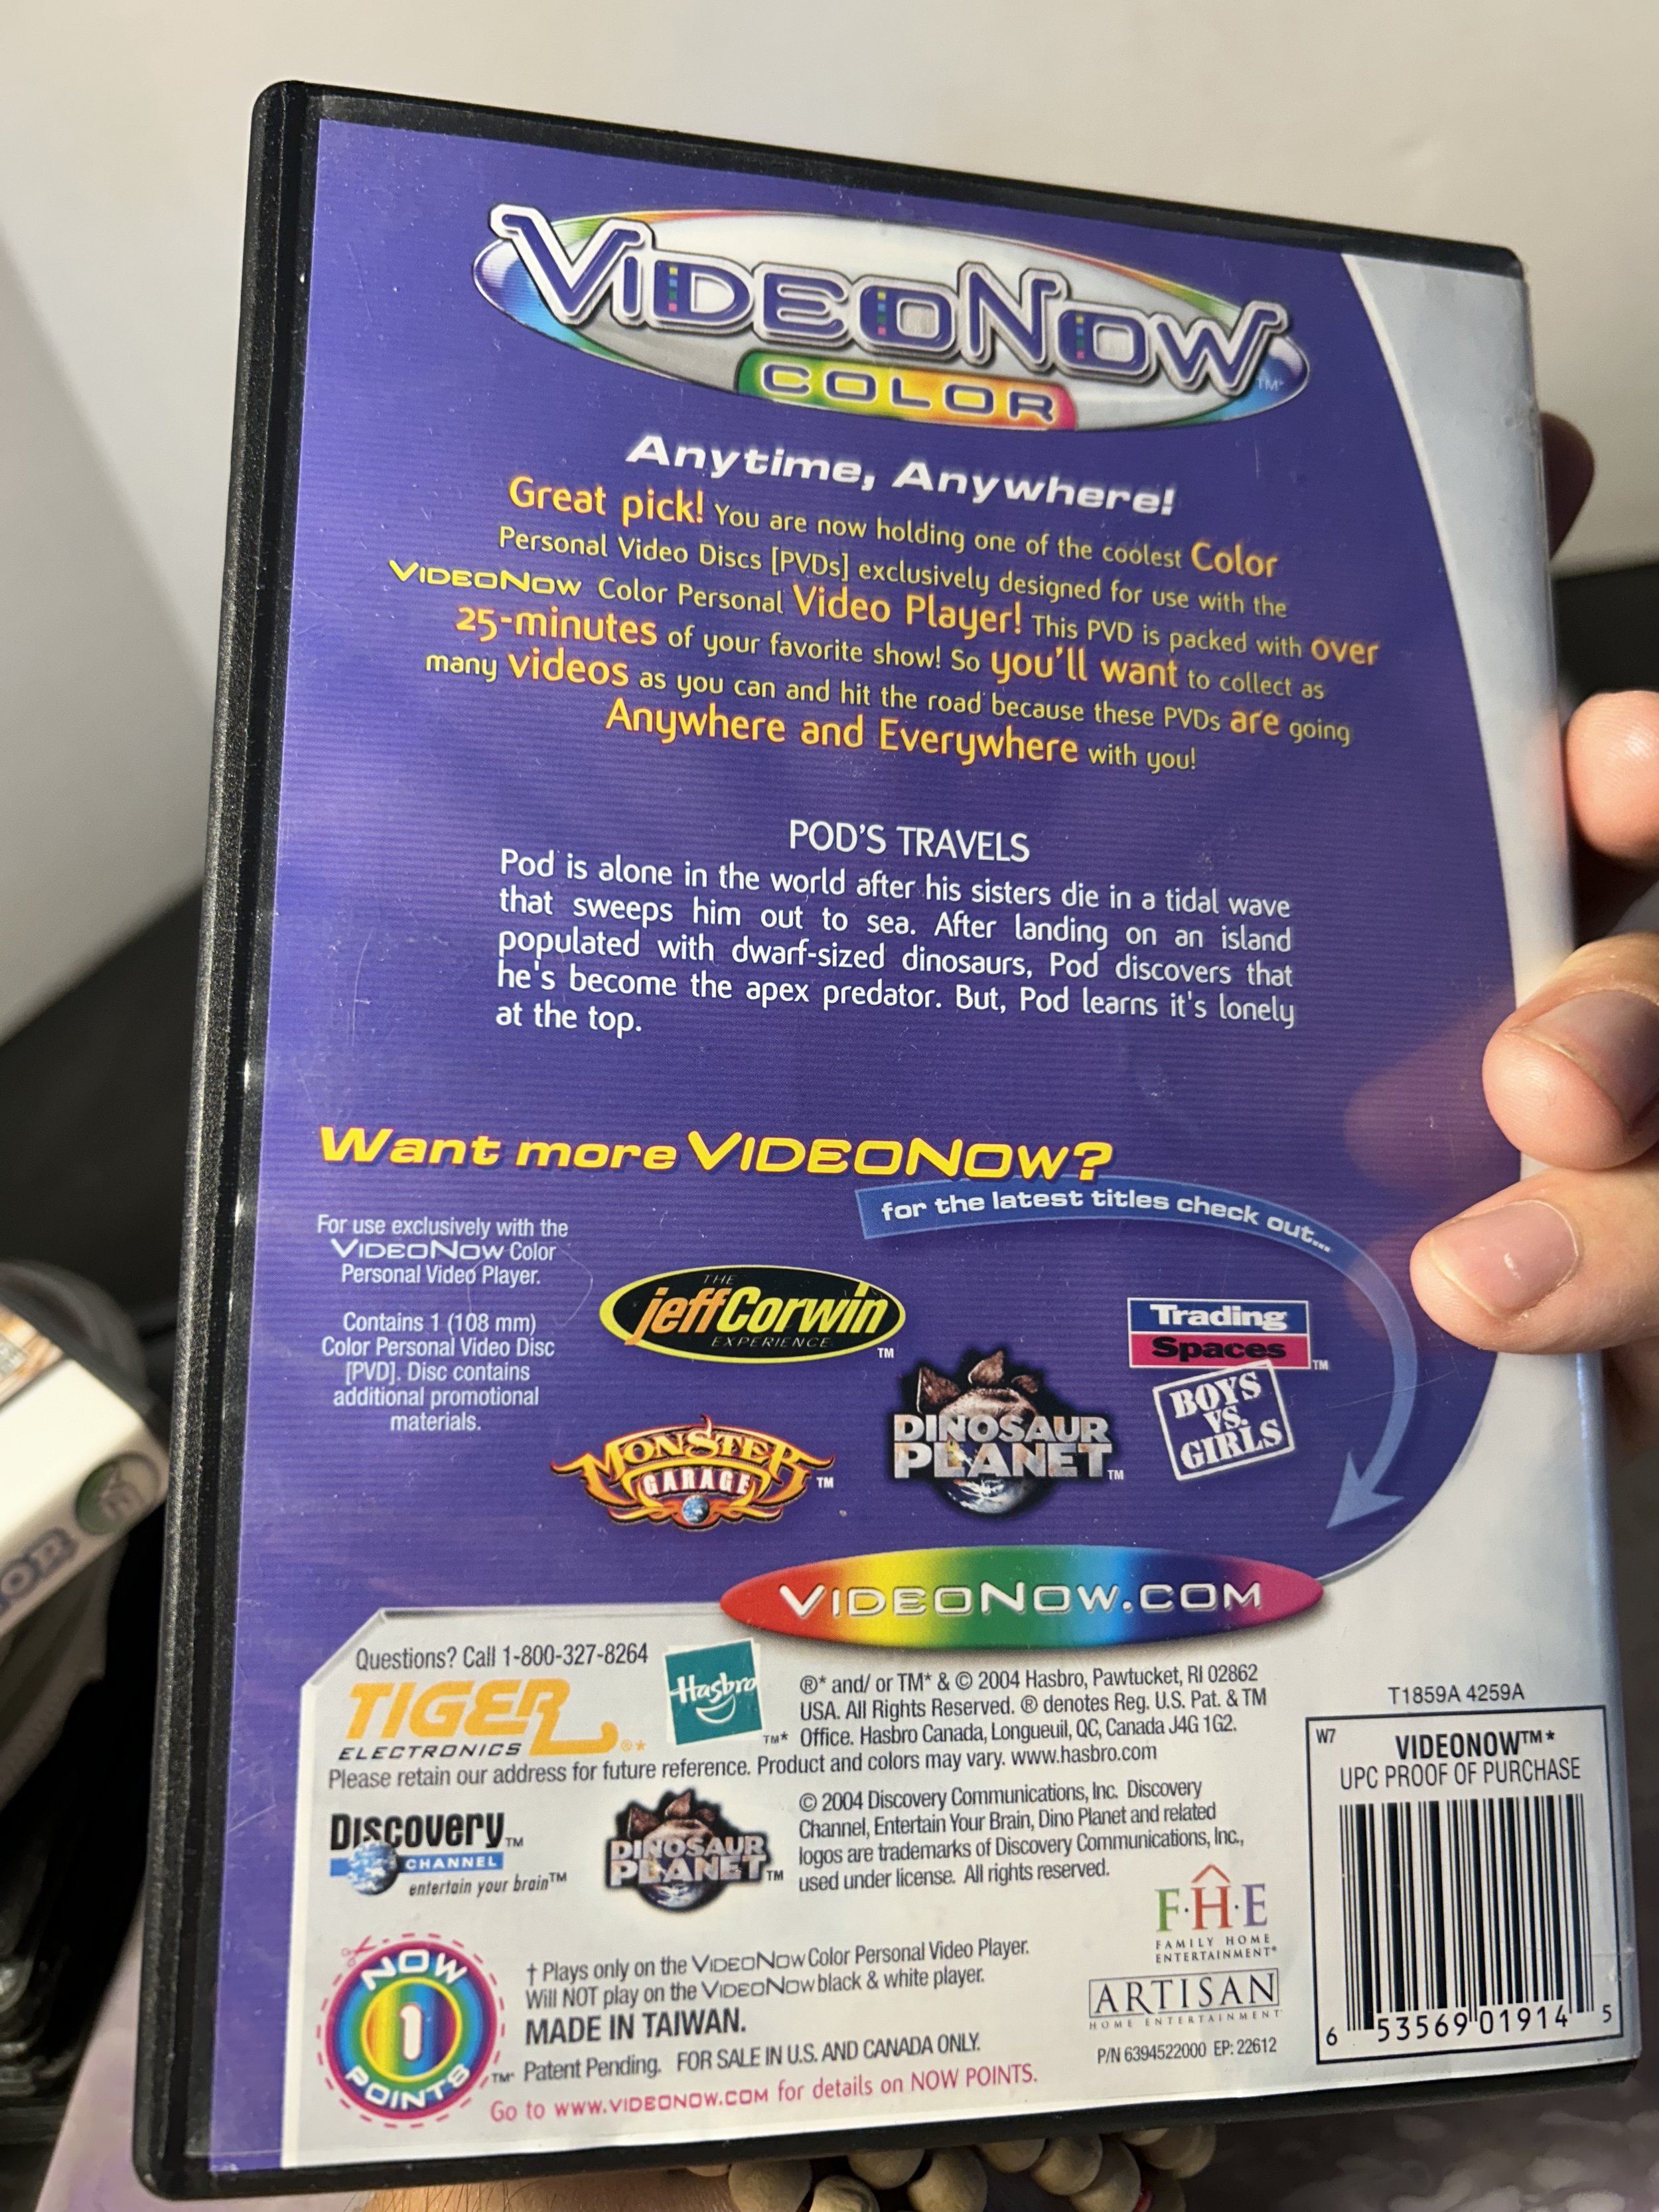 VIDEONOW
COLOR TM*
Anytime, Anywhere!
Great pick! You are now holding one of the coolest Color
Personal Video Discs [PVDs] exclusively designed for use with the
VIDEONOW Color Personal Video Player! This PVD is packed with over
25-minutes of your favorite show! So you'll want to collect as
many videos as you can and hit the road because these PVDs are going
Anywhere and Everywhere with you!
POD'S TRAVELS
Pod is alone in the world after his sisters die in a tidal wave
that sweeps him out to sea. After landing on an island
populated with dwarf-sized dinosaurs, Pod discovers that
he's become the apex predator. But, Pod learns it's lonely
at the top.
Want more VIDEONOW?
for the latest titles check out...
For use exclusively with the
VIDEONOW Color
Personal Video Player.
Contains 1 (108 mm)
Color Personal Video Disc
[PVD]. Disc contains
additional promotional
materials.
THE
jeffCorwin
EXPERIENCE TM
Trading
Spaces TM
BOYS
VS.
GIRLS
DINOSAUR
PLANET TM
MONSTER
GARAGE TM
VIDEONOW.COM
Questions? Call 1-800-327-8264
TIGER
ELECTRONICS ®*
Hasbro
TM*
®* and/ or TM* & © 2004 Hasbro, Pawtucket, RI 02862
USA. All Rights Reserved. ® denotes Reg. U.S. Pat. & TM
Office. Hasbro Canada, Longueuil, QC, Canada J4G 1G2.
Please retain our address for future reference. Product and colors may vary. www.hasbro.com
Discovery TM
CHANNEL
entertain your brain™
DINOSAUR
PLANET TM
© 2004 Discovery Communications, Inc. Discovery
Channel, Entertain Your Brain, Dino Planet and related
logos are trademarks of Discovery Communications, Inc.,
used under license. All rights reserved.
F·H·E
FAMILY HOME
ENTERTAINMENT*
ARTISAN
HOME ENTERTAINMENT
P/N 6394522000 EP: 22612
NOW
1
POINTS
TM*
† Plays only on the VIDEONOW Color Personal Video Player.
Will NOT play on the VIDEONOW black & white player.
MADE IN TAIWAN.
Patent Pending. FOR SALE IN U.S. AND CANADA ONLY.
Go to www.VIDEONOW.COM for details on NOW POINTS.
T1859A 4259A
W7
VIDEONOW™*
UPC PROOF OF PURCHASE
6 53569 01914 5